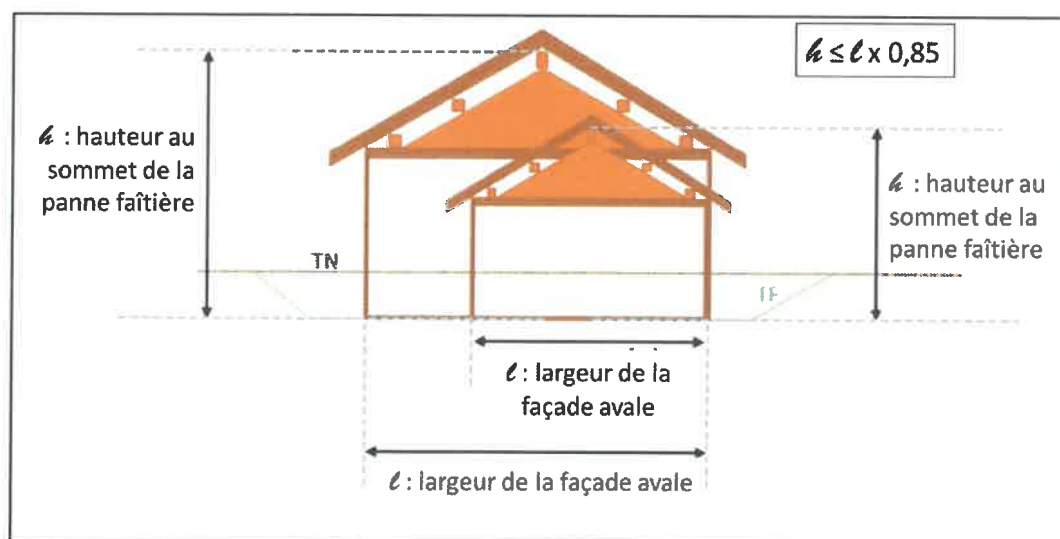 h ≤ l x 0,85
h : hauteur au
sommet de la
panne faîtière
h : hauteur au
sommet de la
panne faîtière
TN
l : largeur de la
façade avale
l : largeur de la façade avale